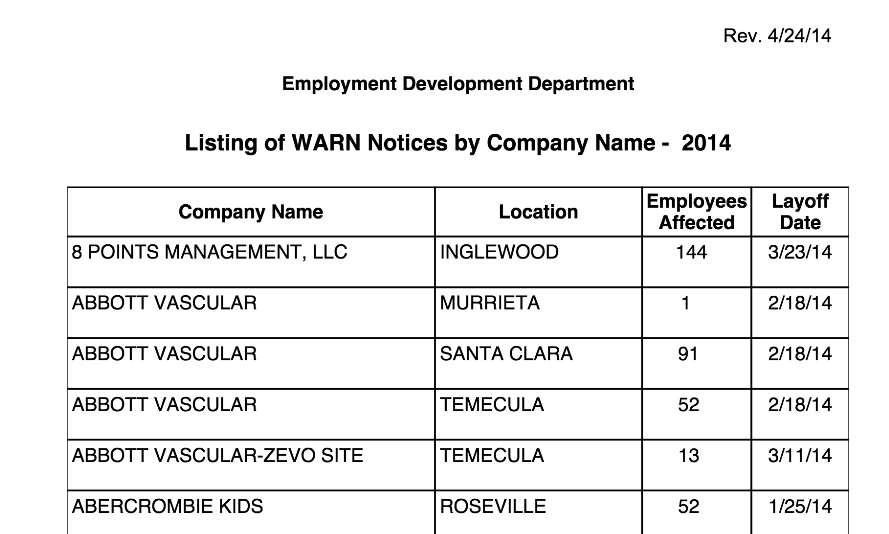 Rev. 4/24/14
Employment Development Department
Listing of WARN Notices by Company Name - 2014
Company Name Location Employees Affected Layoff Date
8 POINTS MANAGEMENT, LLC INGLEWOOD 144 3/23/14
ABBOTT VASCULAR MURRIETA 1 2/18/14
ABBOTT VASCULAR SANTA CLARA 91 2/18/14
ABBOTT VASCULAR TEMECULA 52 2/18/14
ABBOTT VASCULAR-ZEVO SITE TEMECULA 13 3/11/14
ABERCROMBIE KIDS ROSEVILLE 52 1/25/14